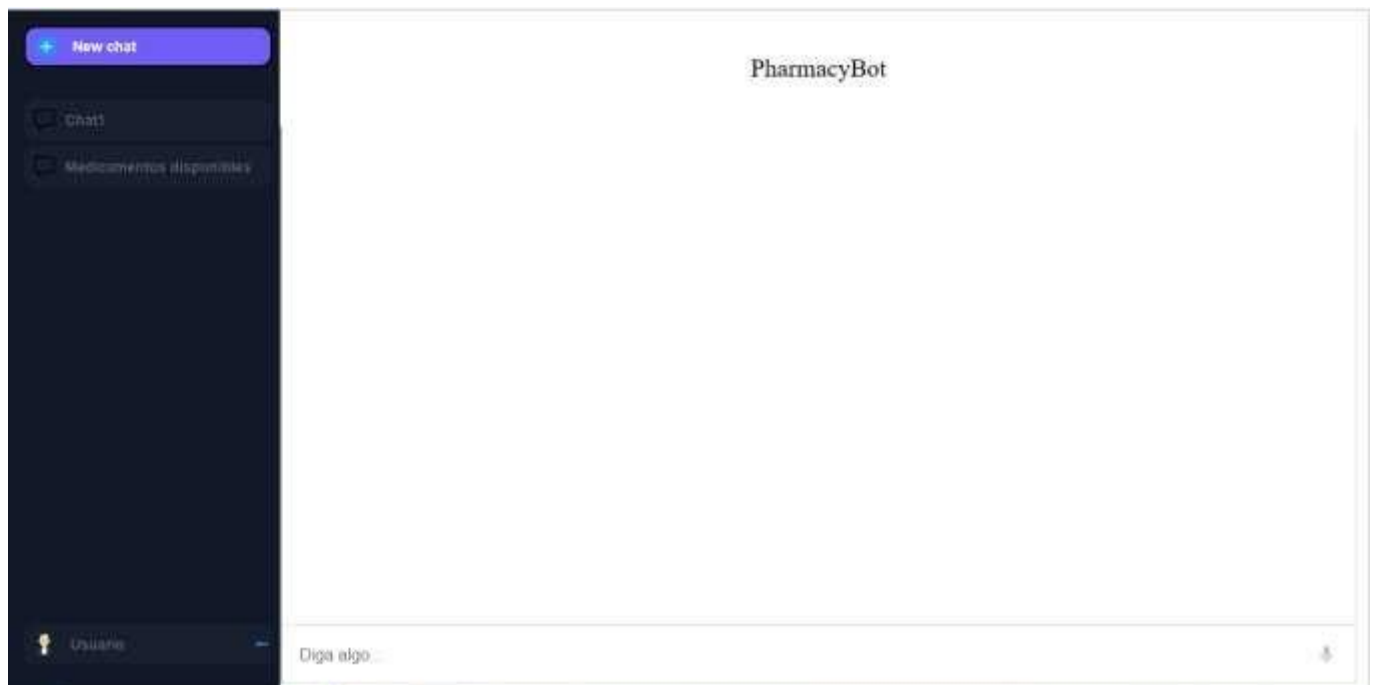 New chat
Chat1
Medicamentos disponibles
Usuario
PharmacyBot
Diga algo...